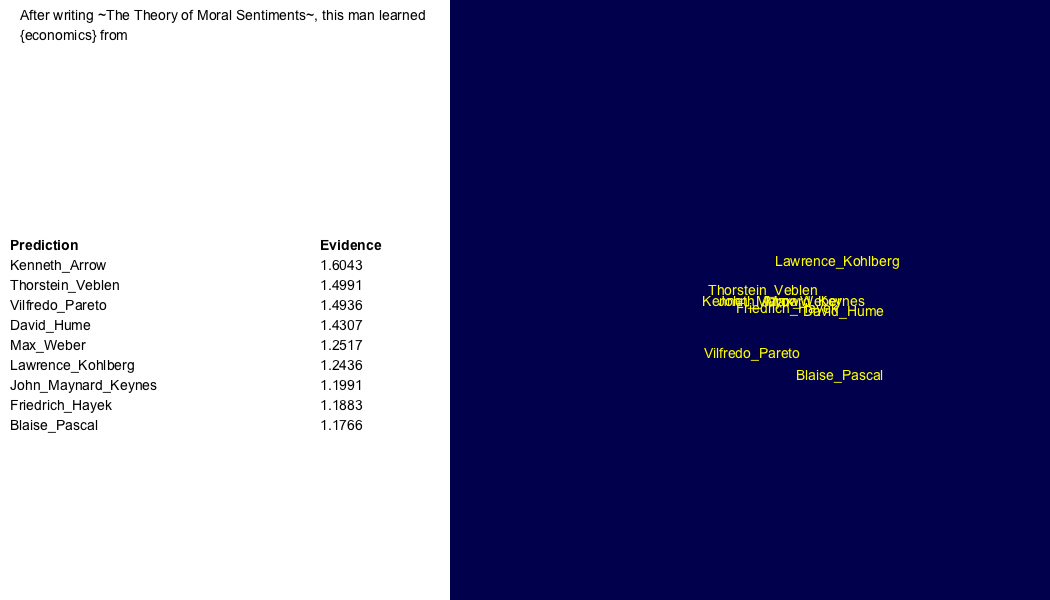 After writing ~The Theory of Moral Sentiments~, this man learned
{economics} from
Prediction Evidence
Kenneth_Arrow 1.6043
Thorstein_Veblen 1.4991
Vilfredo_Pareto 1.4936
David_Hume 1.4307
Max_Weber 1.2517
Lawrence_Kohlberg 1.2436
John_Maynard_Keynes 1.1991
Friedrich_Hayek 1.1883
Blaise_Pascal 1.1766
Lawrence_Kohlberg
Thorstein_Veblen
Friedrich_Hayek
David_Hume
Vilfredo_Pareto
Blaise_Pascal